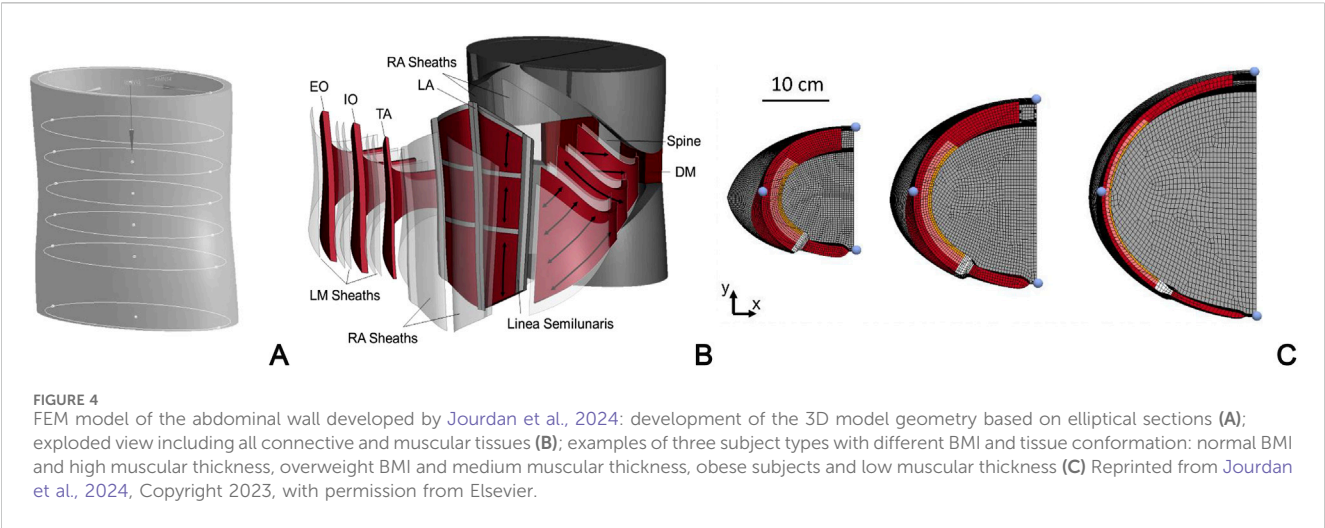 RA Sheaths
LA
EO
IO
TA
Spine
DM
LM Sheaths
RA Sheaths
Linea Semilunaris
10 cm
y
x
A
B
C
FIGURE 4
FEM model of the abdominal wall developed by Jourdan et al., 2024: development of the 3D model geometry based on elliptical sections (A);
exploded view including all connective and muscular tissues (B); examples of three subject types with different BMI and tissue conformation: normal BMI
and high muscular thickness, overweight BMI and medium muscular thickness, obese subjects and low muscular thickness (C) Reprinted from Jourdan
et al., 2024, Copyright 2023, with permission from Elsevier.